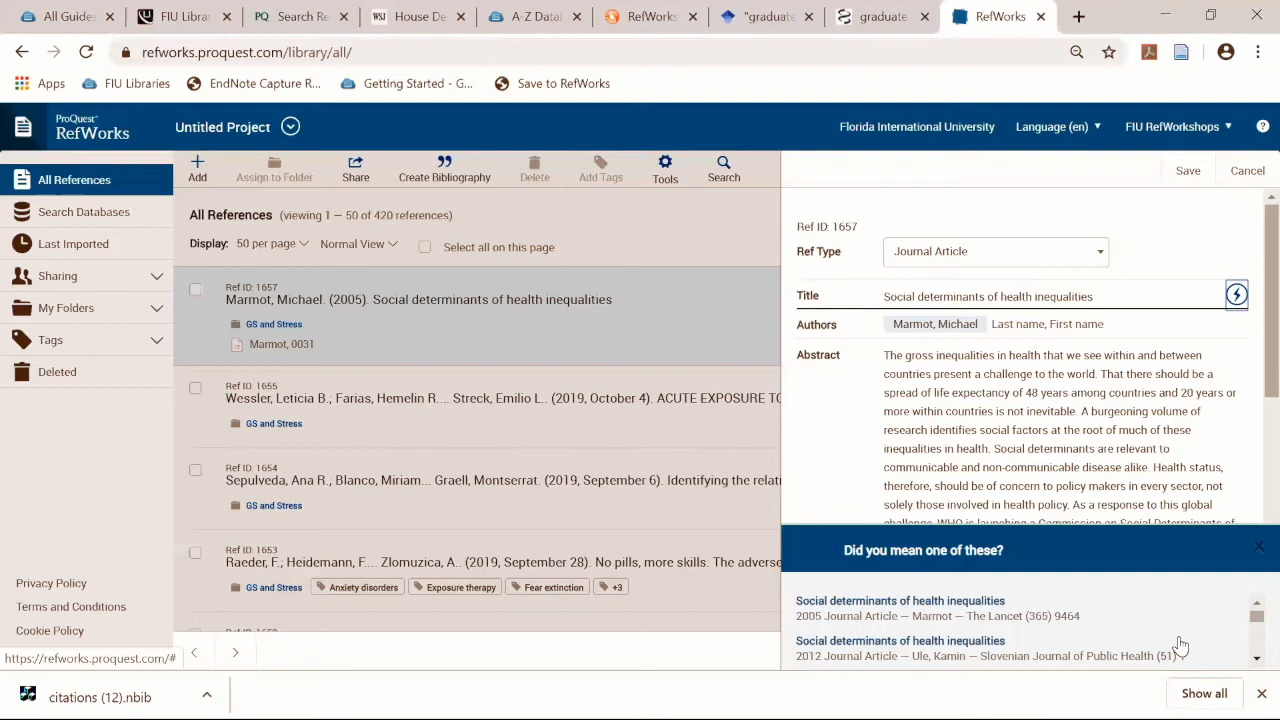 All Guides
FIU Librar
PQ Search Re
WSJ House De
A-Z Datal
RefWorks
"graduate
graduate
RefWorks
refworks.proquest.com/library/all/
Apps
FIU Libraries
EndNote Capture R...
Getting Started - G...
Save to RefWorks
ProQuest®
RefWorks
Untitled Project
Florida International University
Language (en)
FIU RefWorkshops
All References
Search Databases
Last Imported
Sharing
My Folders
Tags
Deleted
Privacy Policy
Terms and Conditions
Cookie Policy
https://refworks.proquest.com/#
Add
Assign to Folder
Share
Create Bibliography
Delete
Add Tags
Tools
Search
All References (viewing 1 — 50 of 420 references)
Display: 50 per page Normal View Select all on this page
Ref ID: 1657
Marmot, Michael. (2005). Social determinants of health inequalities
GS and Stress
Marmot, 0031
Ref ID: 1655
Wessler, Leticia B.; Farias, Hemelin R.... Streck, Emilio L.. (2019, October 4). ACUTE EXPOSURE TO
GS and Stress
Ref ID: 1654
Sepulveda, Ana R., Blanco, Miriam... Graell, Montserrat. (2019, September 6). Identifying the relati
GS and Stress
Ref ID: 1653
Raeder, F., Heidemann, F.... Zlomuzica, A.. (2019, September 28). No pills, more skills. The adverse
GS and Stress Anxiety disorders Exposure therapy Fear extinction +3
Save
Cancel
Ref ID: 1657
Ref Type Journal Article
Title Social determinants of health inequalities
Authors Marmot, Michael Last name, First name
Abstract The gross inequalities in health that we see within and between
countries present a challenge to the world. That there should be a
spread of life expectancy of 48 years among countries and 20 years or
more within countries is not inevitable. A burgeoning volume of
research identifies social factors at the root of much of these
inequalities in health. Social determinants are relevant to
communicable and non-communicable disease alike. Health status,
therefore, should be of concern to policy makers in every sector, not
solely those involved in health policy. As a response to this global
challenge, WHO is launching a Commission on Social Determinants of
Did you mean one of these?
Social determinants of health inequalities
2005 Journal Article — Marmot — The Lancet (365) 9464
Social determinants of health inequalities
2012 Journal Article — Ule, Kamin — Slovenian Journal of Public Health (51)
citations (12).nbib
Show all